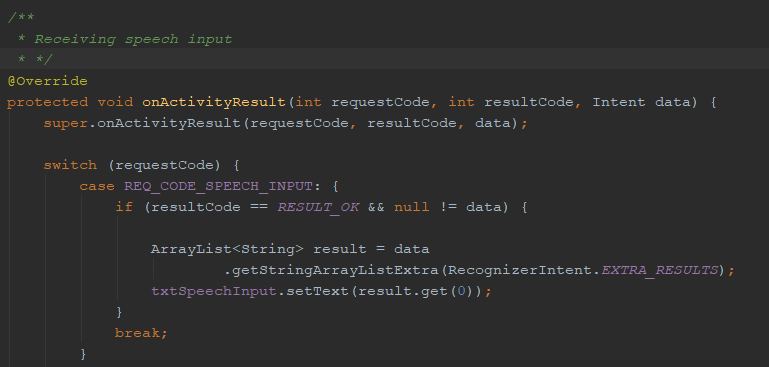 /**
 * Receiving speech input
 * */
@Override
protected void onActivityResult(int requestCode, int resultCode, Intent data) {
    super.onActivityResult(requestCode, resultCode, data);

    switch (requestCode) {
        case REQ_CODE_SPEECH_INPUT: {
            if (resultCode == RESULT_OK && null != data) {

                ArrayList<String> result = data
                        .getStringArrayListExtra(RecognizerIntent.EXTRA_RESULTS);
                txtSpeechInput.setText(result.get(0));
            }
            break;
        }